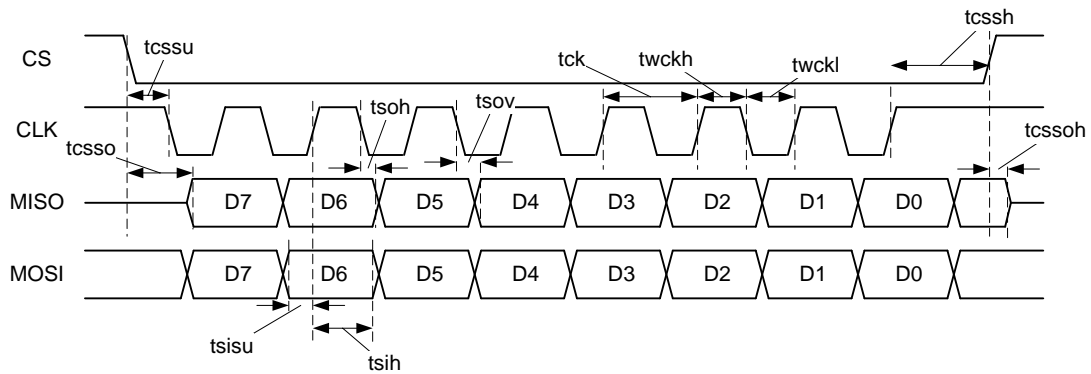 tcssh
tcssu
CS
tck
twckh
twckl
tsoh
tsov
CLK
tcsso
tcssoh
MISO
D7
D6
D5
D4
D3
D2
D1
D0
MOSI
D7
D6
D5
D4
D3
D2
D1
D0
tsisu
tsih